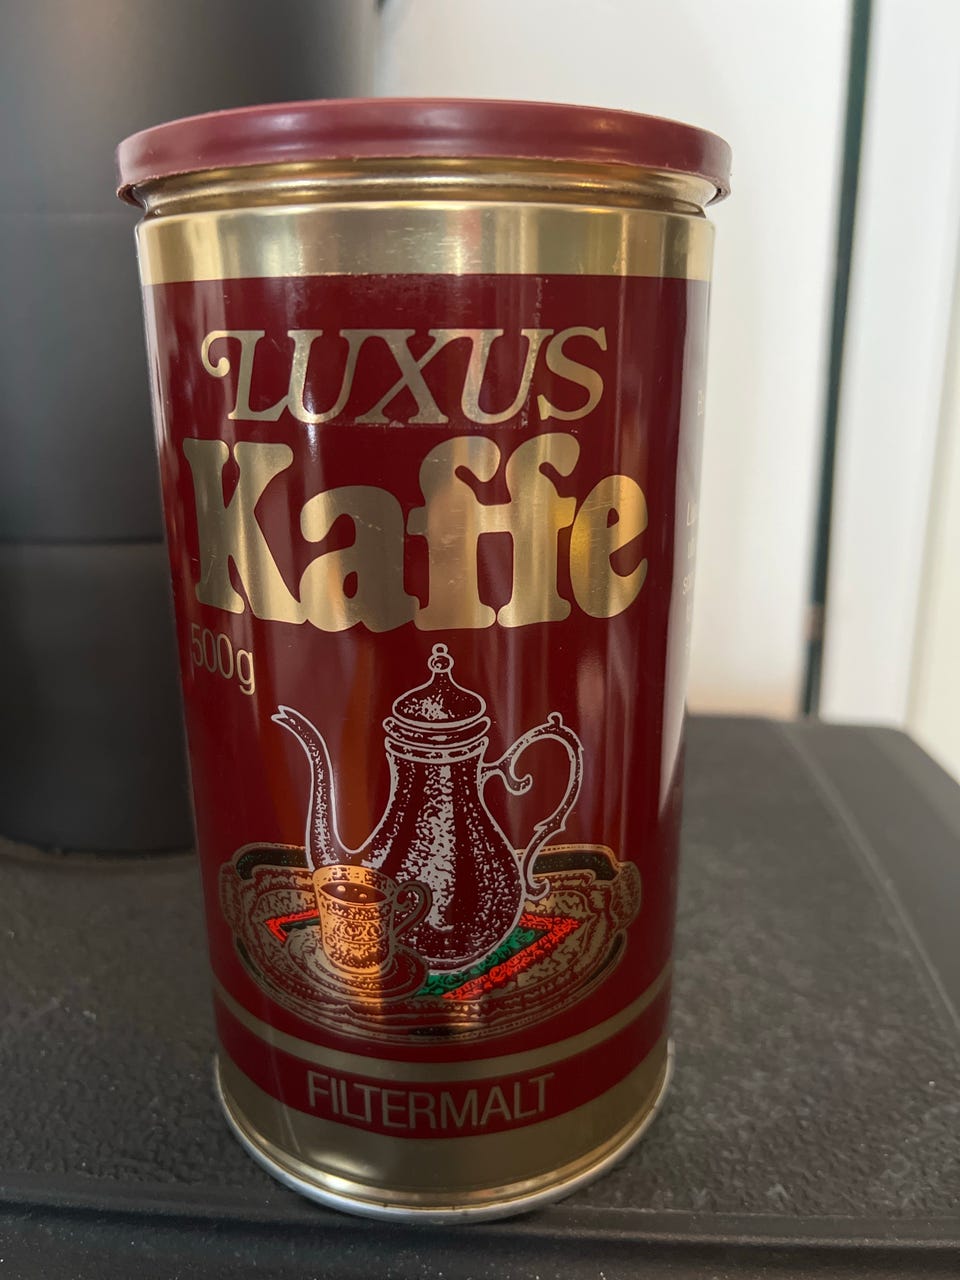 LUXUS
Kaffe
500g
FILTERMALT